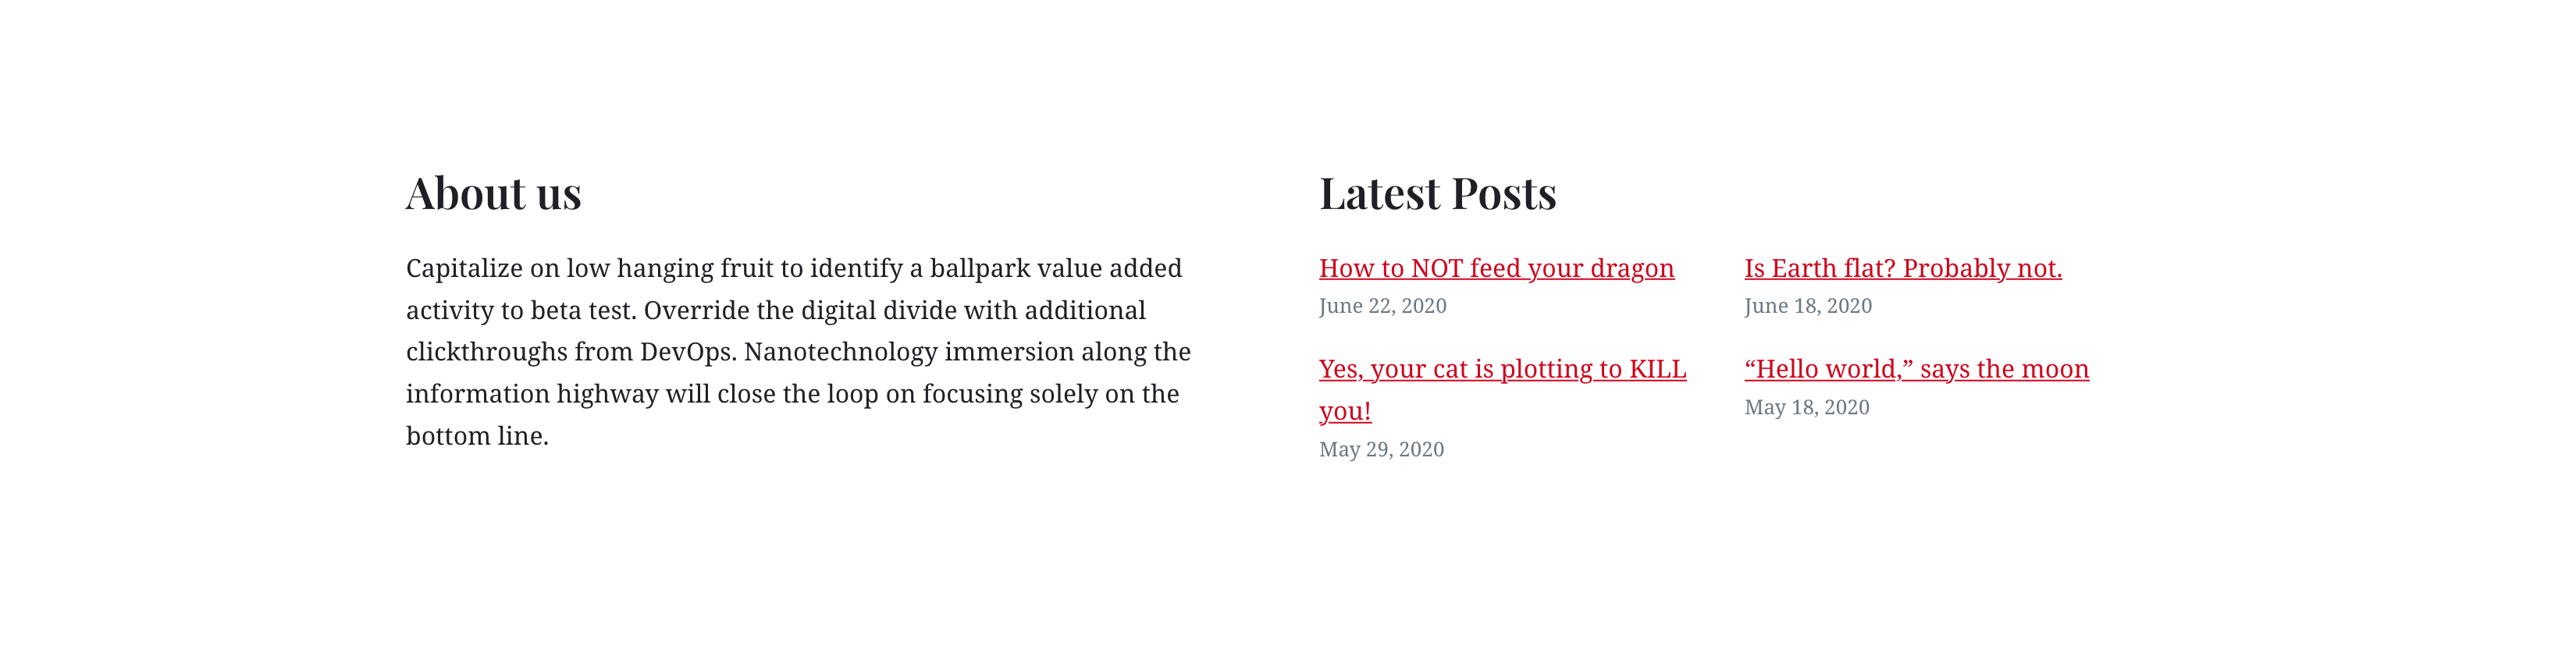 About us
Capitalize on low hanging fruit to identify a ballpark value added
activity to beta test. Override the digital divide with additional
clickthroughs from DevOps. Nanotechnology immersion along the
information highway will close the loop on focusing solely on the
bottom line.
Latest Posts
How to NOT feed your dragon
June 22, 2020
Is Earth flat? Probably not.
June 18, 2020
Yes, your cat is plotting to KILL
you!
May 29, 2020
“Hello world,” says the moon
May 18, 2020